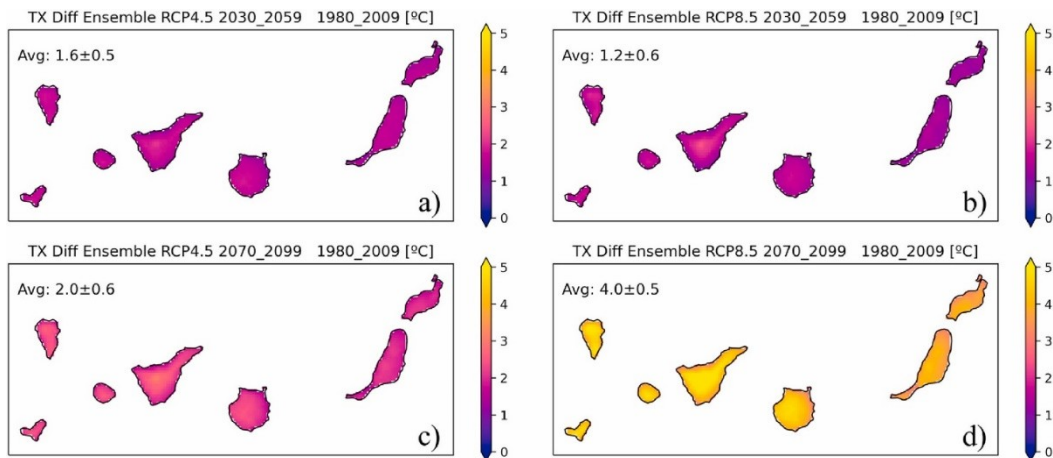 TX Diff Ensemble RCP4.5 2030_2059 1980_2009 [ºC]
Avg: 1.6±0.5
a)
5
4
3
2
1
0
TX Diff Ensemble RCP8.5 2030_2059 1980_2009 [ºC]
Avg: 1.2±0.6
b)
5
4
3
2
1
0
TX Diff Ensemble RCP4.5 2070_2099 1980_2009 [ºC]
Avg: 2.0±0.6
c)
5
4
3
2
1
0
TX Diff Ensemble RCP8.5 2070_2099 1980_2009 [ºC]
Avg: 4.0±0.5
d)
5
4
3
2
1
0